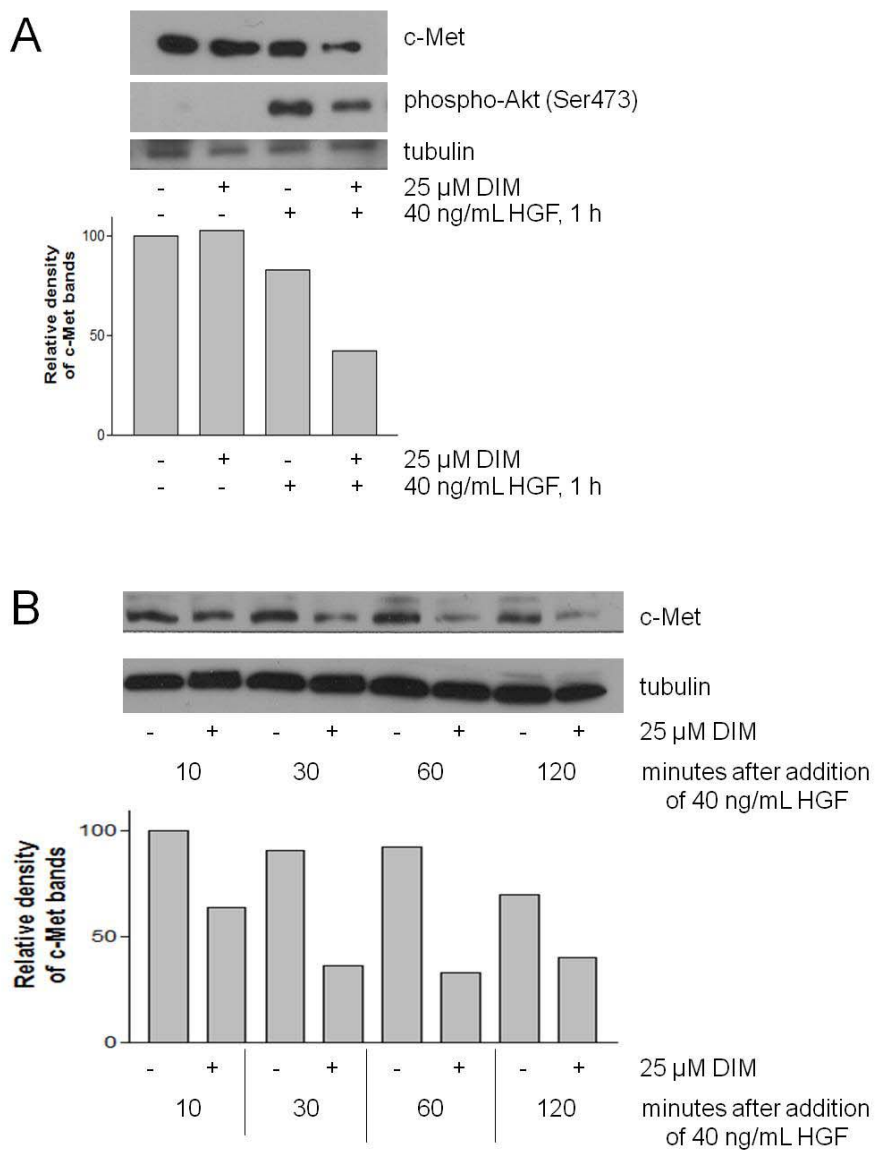 A
c-Met
phospho-Akt (Ser473)
tubulin
- + - + 25 µM DIM
- - + + 40 ng/mL HGF, 1 h
Relative density
of c-Met bands
100
50
0
- + - + 25 µM DIM
- - + + 40 ng/mL HGF, 1 h
B
c-Met
tubulin
- + - + - + - + 25 µM DIM
10 30 60 120 minutes after addition
of 40 ng/mL HGF
Relative density
of c-Met bands
100
50
0
- + - + - + - + 25 µM DIM
10 30 60 120 minutes after addition
of 40 ng/mL HGF